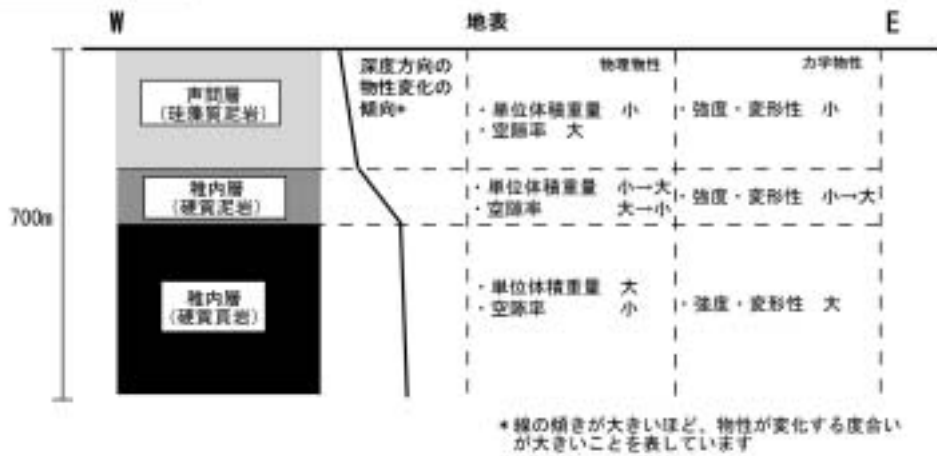 W
地表
E
深度方向の
物性変化の
傾向*
物理物性
力学物性
声問層
(珪藻質泥岩)
・単位体積重量 小
・空隙率 大
・強度・変形性 小
稚内層
(硬質泥岩)
・単位体積重量 小→大
・空隙率 大→小
・強度・変形性 小→大
700m
稚内層
(硬質頁岩)
・単位体積重量 大
・空隙率 小
・強度・変形性 大
*線の傾きが大きいほど、物性が変化する度合い
が大きいことを表しています